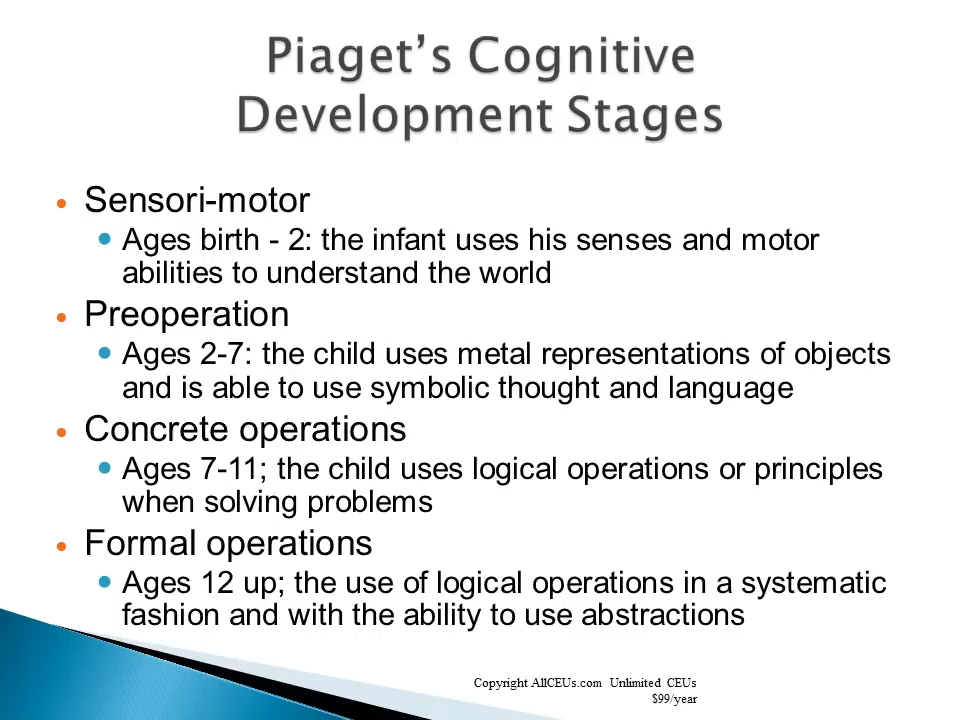 Piaget’s Cognitive
Development Stages
Sensori-motor
Ages birth - 2: the infant uses his senses and motor
abilities to understand the world
Preoperation
Ages 2-7: the child uses metal representations of objects
and is able to use symbolic thought and language
Concrete operations
Ages 7-11; the child uses logical operations or principles
when solving problems
Formal operations
Ages 12 up; the use of logical operations in a systematic
fashion and with the ability to use abstractions
Copyright AllCEUs.com Unlimited CEUs
$99/year